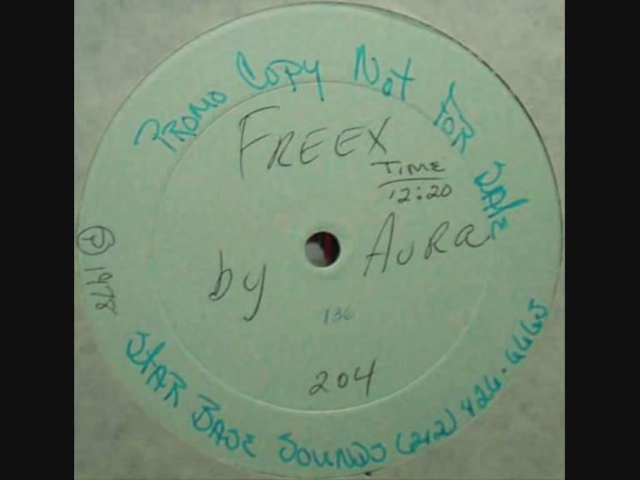 PROMO COPY Not FOR SALE
FREEX
TIME
12:20
by AURA
℗ 1978
136
204
STAR BASE SOUNDS (212) 426-6665